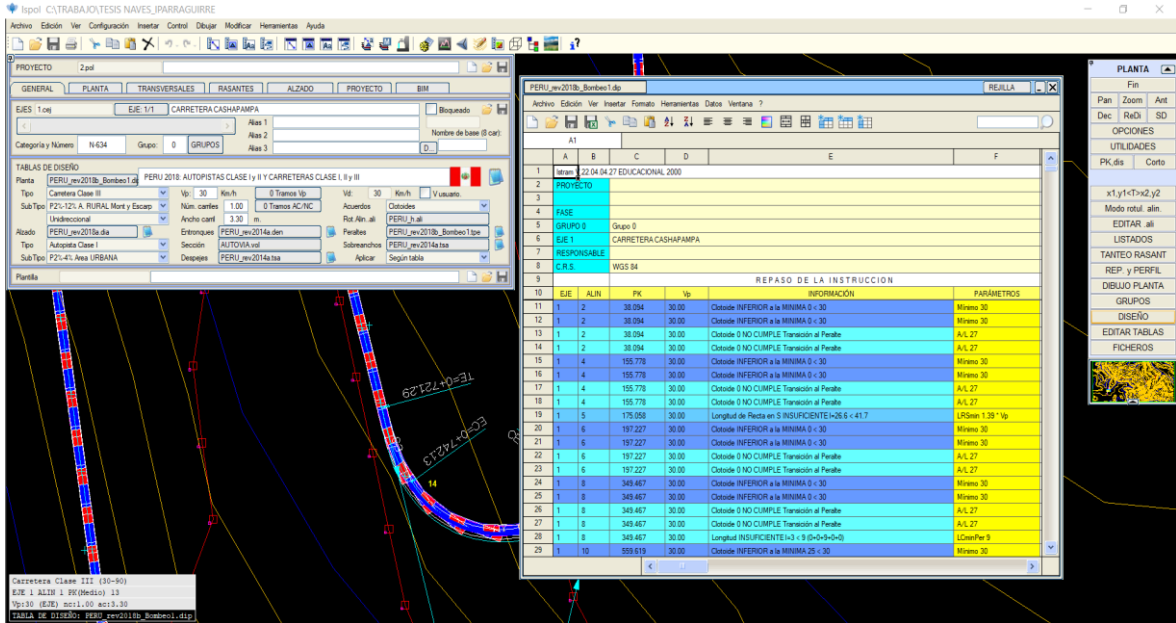 Ispol C:\TRABAJO\TESIS NAVES_IPARRAGUIRRE
Archivo Edición Ver Configuración Insertar Control Dibujar Modificar Herramientas Ayuda
PROYECTO 2.pol
GENERAL PLANTA TRANSVERSALES RASANTES ALZADO PROYECTO BIM
EJES 1.cej EJE: 1/1 CARRETERA CASHAPAMPA Bloqueado
Alias 1
Alias 2 Nombre de base (8 car):
Categoría y Número N-634 Grupo: 0 GRUPOS Alias 3 D...
TABLAS DE DISEÑO
Planta PERU_rev2018b_Bombeo1.di PERU 2018: AUTOPISTAS CLASE I y II Y CARRETERAS CLASE I, II y III
Tipo Carretera Clase III Vp: 30 Km/h 0 Tramos Vp Vd: 30 Km/h V usuario.
SubTipo P2%-12% A. RURAL Mont y Escarp Núm. carriles 1.00 0 Tramos AC/NC Acuerdos Clotoides
Unidireccional Ancho carril 3.30 m. Rot Alin .ali PERU_h.ali
Alzado PERU_rev2018a.dia Entronques PERU_rev2014a.den Peraltes PERU_rev2018b_Bombeo1.tpe
Tipo Autopista Clase I Sección AUTOVIA.vol Sobreanchos PERU_rev2014a.tsa
SubTipo P2%-4% Area URBANA Despejes PERU_rev2014a.tsa Aplicar Según tabla
Plantilla
PERU_rev2018b_Bombeo1.dip REJILLA
Archivo Edición Ver Insertar Formato Herramientas Datos Ventana ?
A1
A B C D E F
1 Istram 22.04.04.27 EDUCACIONAL 2000
2 PROYECTO
3
4 FASE
5 GRUPO 0 Grupo 0
6 EJE 1 CARRETERA CASHAPAMPA
7 RESPONSABLE
8 C.R.S. WGS 84
9 REPASO DE LA INSTRUCCION
10 EJE ALIN PK Vp INFORMACIÓN PARÁMETROS
11 1 2 38.094 30.00 Clotoide INFERIOR a la MINIMA 0 < 30 Mínimo 30
12 1 2 38.094 30.00 Clotoide INFERIOR a la MINIMA 0 < 30 Mínimo 30
13 1 2 38.094 30.00 Clotoide 0 NO CUMPLE Transición al Peralte A/L 27
14 1 2 38.094 30.00 Clotoide 0 NO CUMPLE Transición al Peralte A/L 27
15 1 4 155.778 30.00 Clotoide INFERIOR a la MINIMA 0 < 30 Mínimo 30
16 1 4 155.778 30.00 Clotoide INFERIOR a la MINIMA 0 < 30 Mínimo 30
17 1 4 155.778 30.00 Clotoide 0 NO CUMPLE Transición al Peralte A/L 27
18 1 4 155.778 30.00 Clotoide 0 NO CUMPLE Transición al Peralte A/L 27
19 1 5 175.058 30.00 Longitud de Recta en S INSUFICIENTE l=26.6 < 41.7 LRSmin 1.39 * Vp
20 1 6 197.227 30.00 Clotoide INFERIOR a la MINIMA 0 < 30 Mínimo 30
21 1 6 197.227 30.00 Clotoide INFERIOR a la MINIMA 0 < 30 Mínimo 30
22 1 6 197.227 30.00 Clotoide 0 NO CUMPLE Transición al Peralte A/L 27
23 1 6 197.227 30.00 Clotoide 0 NO CUMPLE Transición al Peralte A/L 27
24 1 8 349.467 30.00 Clotoide INFERIOR a la MINIMA 0 < 30 Mínimo 30
25 1 8 349.467 30.00 Clotoide INFERIOR a la MINIMA 0 < 30 Mínimo 30
26 1 8 349.467 30.00 Clotoide 0 NO CUMPLE Transición al Peralte A/L 27
27 1 8 349.467 30.00 Clotoide 0 NO CUMPLE Transición al Peralte A/L 27
28 1 8 349.467 30.00 Longitud INSUFICIENTE l=3 < 9 (0+0+9+0+0) LCminPer 9
29 1 10 559.619 30.00 Clotoide INFERIOR a la MINIMA 25 < 30 Mínimo 30
PLANTA
Fin
Pan Zoom Ant
Dec ReDi SD
OPCIONES
UTILIDADES
PK,dis Corto
x1,y1<T>x2,y2
Modo rotul. alin.
EDITAR .ali
LISTADOS
TANTEO RASANT
REP. y PERFIL
DIBUJO PLANTA
GRUPOS
DISEÑO
EDITAR TABLAS
FICHEROS
TE=0+721.29
EC=0+742.13
14
Carretera Clase III (30-90)
EJE 1 ALIN 1 PK(Medio) 13
Vp:30 (EJE) nc:1.00 ac:3.30
TABLA DE DISEÑO: PERU_rev2018b_Bombeo1.dip